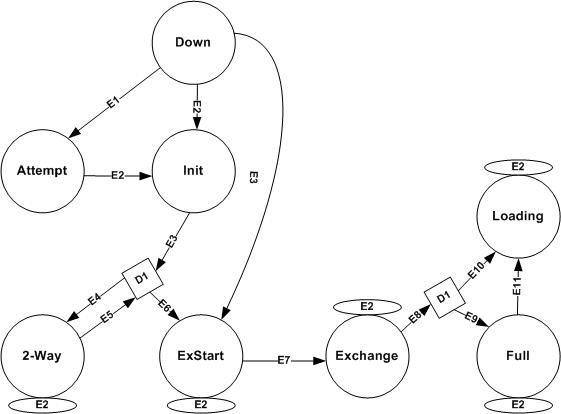 Down
E1
E2
E3
Attempt
E2
Init
E2
Loading
E3
D1
E10
E4
E6
D1
E11
E5
E2
E8
E9
2-Way
ExStart
E7
Exchange
Full
E2
E2
E2